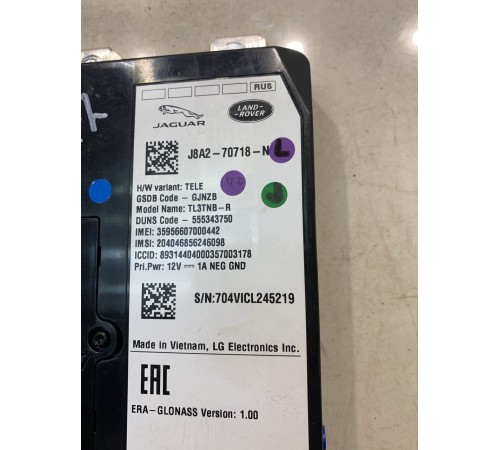 RUS
JAGUAR
LAND-
ROVER
J8A2-70718-N
L
H/W variant: TELE
GSDB Code - GJNZB
Model Name: TL3TNB-R
DUNS Code - 555343750
IMEI: 35956607000442
IMSI: 204046856246098
ICCID: 89314404000357003178
Pri.Pwr: 12V ⎓ 1A NEG GND
S/N:704VICL245219
Made in Vietnam, LG Electronics Inc.
EAC
ERA-GLONASS Version: 1.00